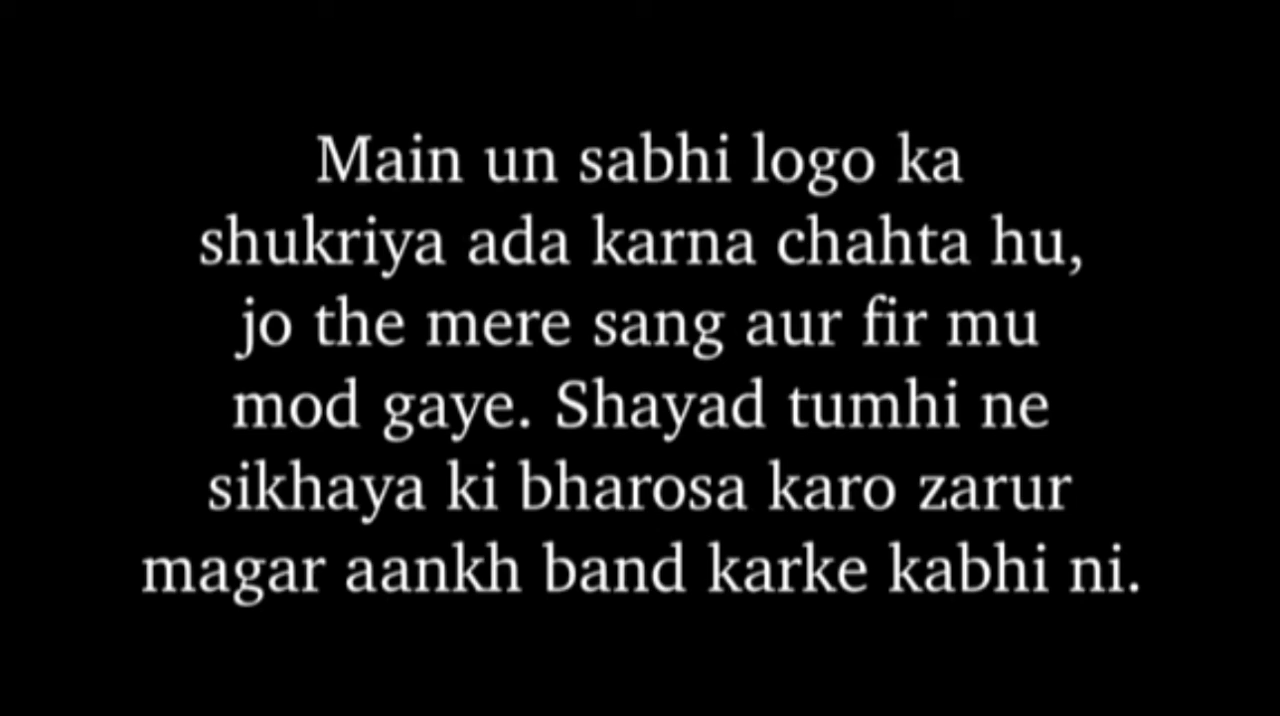 Main un sabhi logo ka
shukriya ada karna chahta hu,
jo the mere sang aur fir mu
mod gaye. Shayad tumhi ne
sikhaya ki bharosa karo zarur
magar aankh band karke kabhi ni.